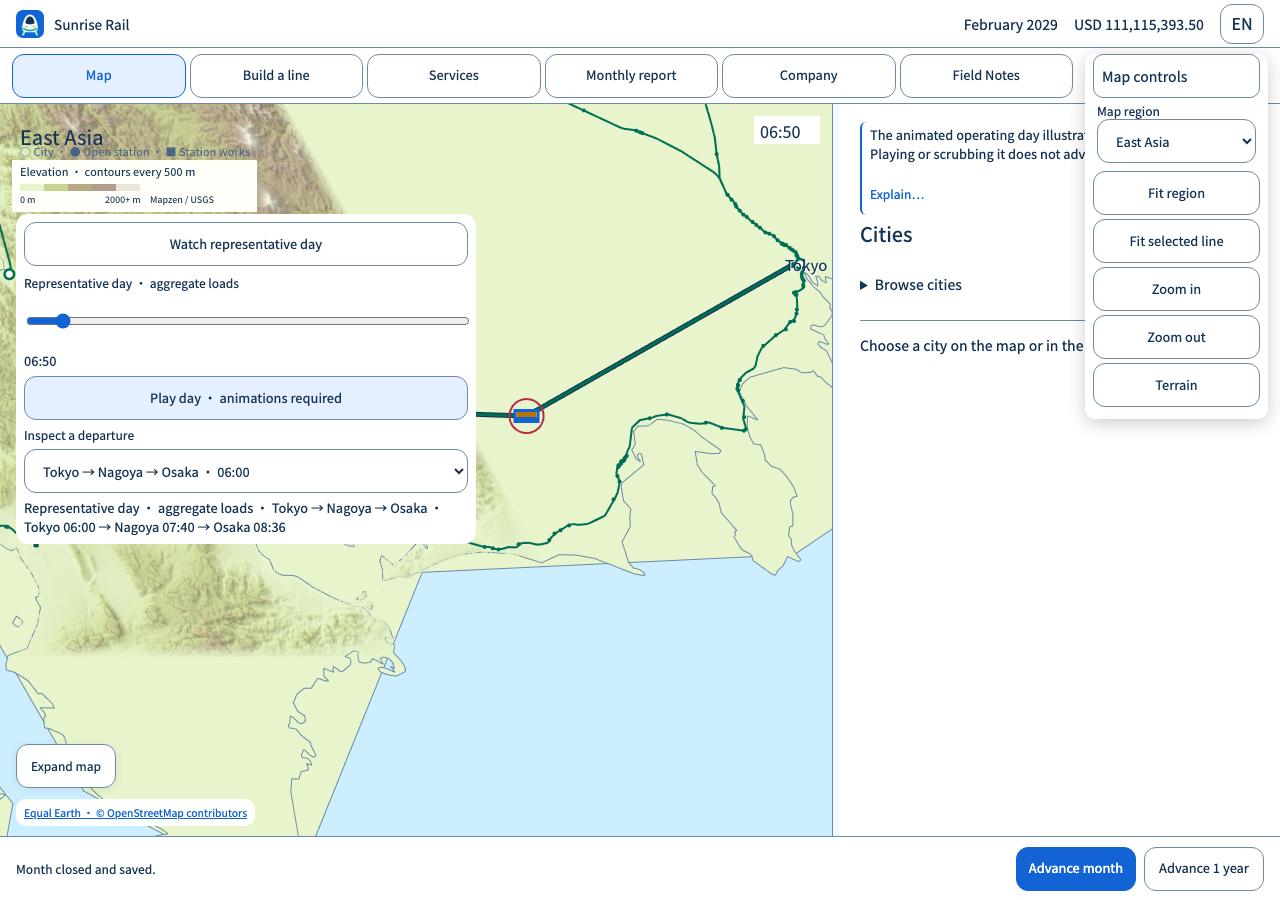 Sunrise Rail
February 2029
USD 111,115,393.50
EN
Map
Build a line
Services
Monthly report
Company
Field Notes
Map controls
Map region
East Asia
Fit region
Fit selected line
Zoom in
Zoom out
Terrain
East Asia
City • Open station • Station works
Elevation • contours every 500 m
0 m 2000+ m Mapzen / USGS
06:50
Tokyo
Watch representative day
Representative day • aggregate loads
06:50
Play day • animations required
Inspect a departure
Tokyo → Nagoya → Osaka • 06:00
Representative day • aggregate loads • Tokyo → Nagoya → Osaka •
Tokyo 06:00 → Nagoya 07:40 → Osaka 08:36
Expand map
Equal Earth • © OpenStreetMap contributors
The animated operating day
Playing or scrubbing it does not
Explain…
Cities
Browse cities
Choose a city on the map or in the
Month closed and saved.
Advance month
Advance 1 year